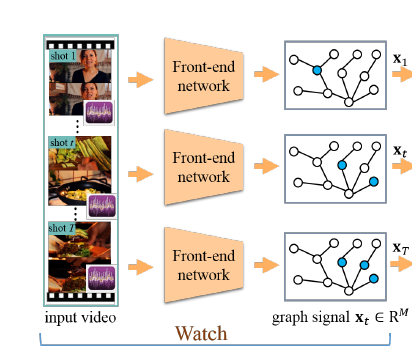 shot 1
Front-end
network
x1
shot t
Front-end
network
xt
shot T
Front-end
network
xT
input video
graph signal xt ∈ R^M
Watch